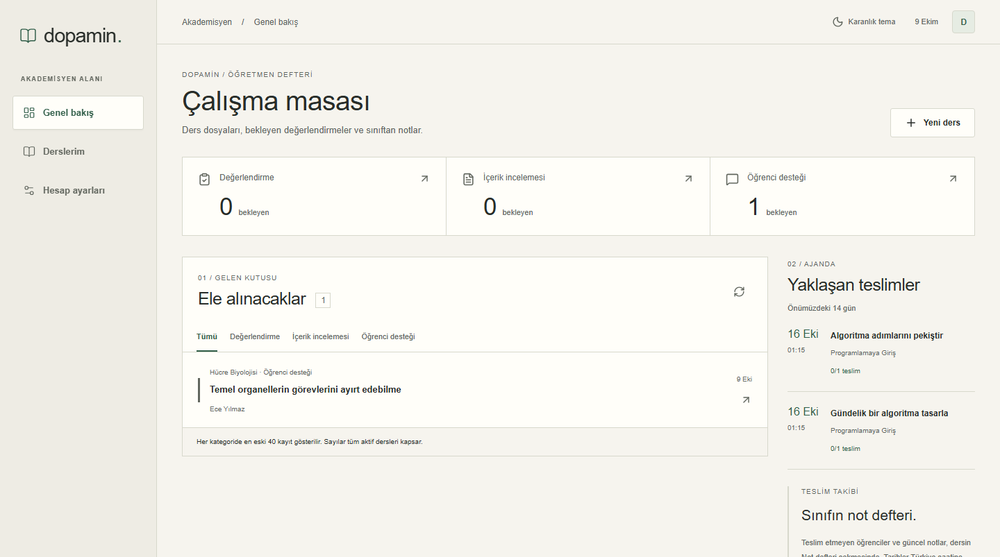 dopamin.
AKADEMİSYEN ALANI
Genel bakış
Derslerim
Hesap ayarları
Akademisyen / Genel bakış
Karanlık tema
9 Ekim
D
DOPAMİN / ÖĞRETMEN DEFTERİ
Çalışma masası
Ders dosyaları, bekleyen değerlendirmeler ve sınıftan notlar.
Yeni ders
Değerlendirme
0 bekleyen
İçerik incelemesi
0 bekleyen
Öğrenci desteği
1 bekleyen
01 / GELEN KUTUSU
Ele alınacaklar 1
Tümü Değerlendirme İçerik incelemesi Öğrenci desteği
Hücre Biyolojisi · Öğrenci desteği
Temel organellerin görevlerini ayırt edebilme
Ece Yılmaz
9 Eki
Her kategoride en eski 40 kayıt gösterilir. Sayılar tüm aktif dersleri kapsar.
02 / AJANDA
Yaklaşan teslimler
Önümüzdeki 14 gün
16 Eki
01:15
Algoritma adımlarını pekiştir
Programlamaya Giriş
0/1 teslim
16 Eki
01:15
Gündelik bir algoritma tasarla
Programlamaya Giriş
0/1 teslim
TESLİM TAKİBİ
Sınıfın not defteri.
Teslim etmeyen öğrenciler ve güncel notlar, dersin
Not defteri sekmesinde. Tarihler Türkiye saatine